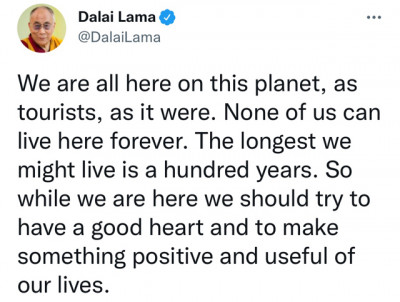 Dalai Lama
@DalaiLama
We are all here on this planet, as
tourists, as it were. None of us can
live here forever. The longest we
might live is a hundred years. So
while we are here we should try to
have a good heart and to make
something positive and useful of
our lives.